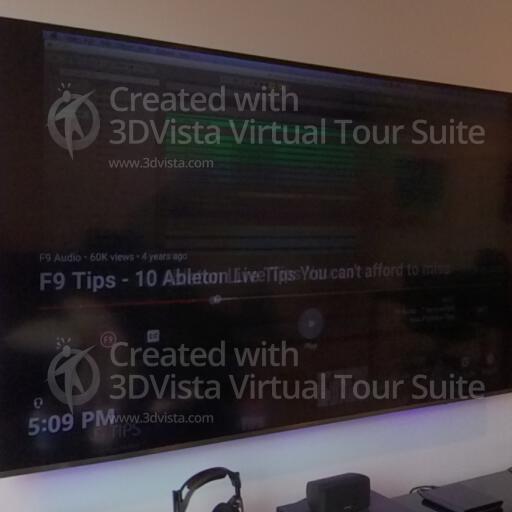 Created with
3DVista Virtual Tour Suite
www.3dvista.com
F9 Audio • 60K views • 4 years ago
F9 Tips - 10 Ableton Live Tips You can't afford to miss
F9
Created with
3DVista Virtual Tour Suite
www.3dvista.com
5:09 PM
TIPS